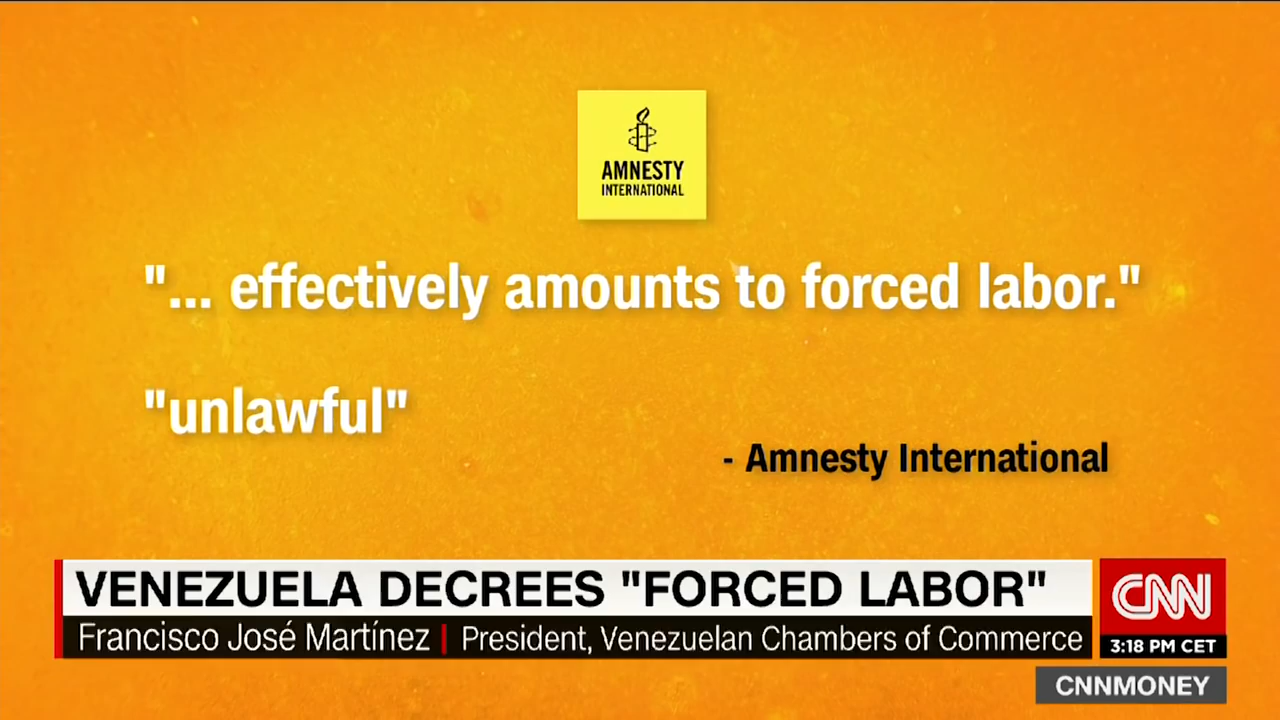 AMNESTY
INTERNATIONAL
"... effectively amounts to forced labor."
"unlawful"
- Amnesty International
VENEZUELA DECREES "FORCED LABOR"
Francisco José Martínez | President, Venezuelan Chambers of Commerce
CNN
3:18 PM CET
CNNMONEY